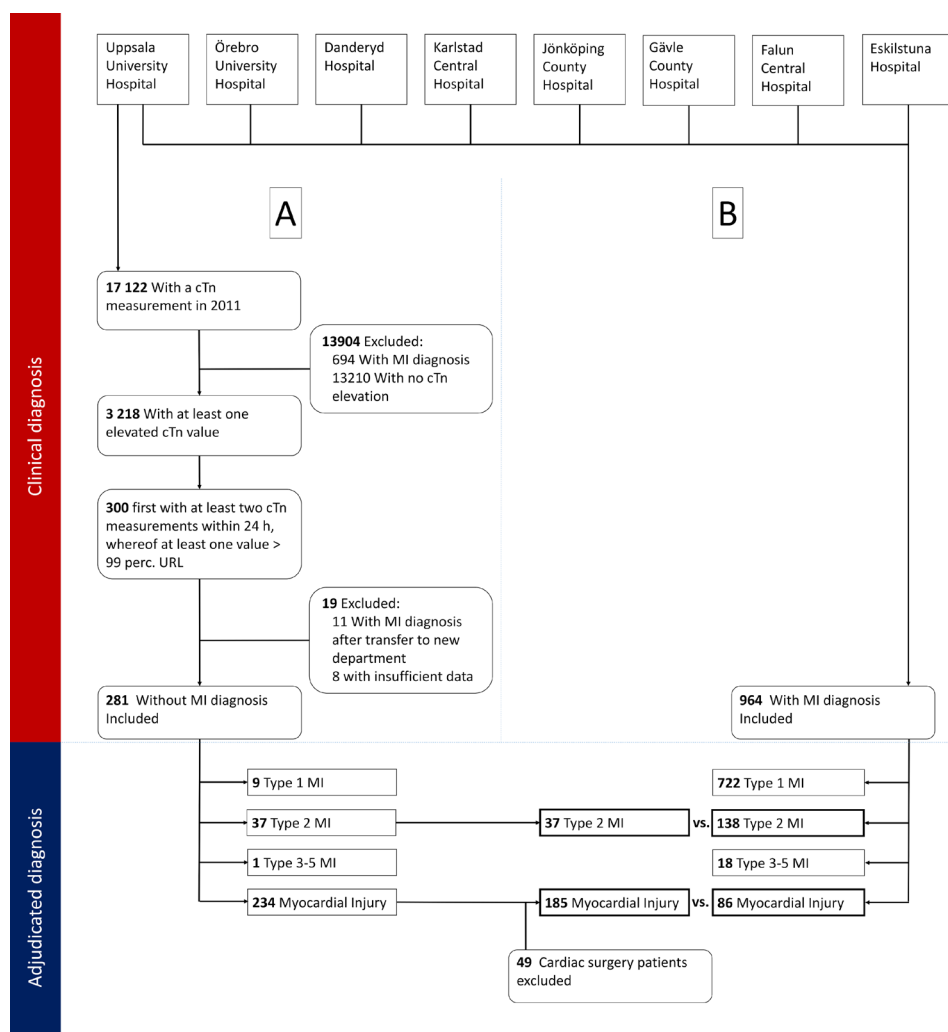 Uppsala
University
Hospital
Örebro
University
Hospital
Danderyd
Hospital
Karlstad
Central
Hospital
Jönköping
County
Hospital
Gävle
County
Hospital
Falun
Central
Hospital
Eskilstuna
Hospital
Clinical diagnosis
A
B
17 122 With a cTn
measurement in 2011
13904 Excluded:
694 With MI diagnosis
13210 With no cTn
elevation
3 218 With at least one
elevated cTn value
300 first with at least two cTn
measurements within 24 h,
whereof at least one value >
99 perc. URL
19 Excluded:
11 With MI diagnosis
after transfer to new
department
8 with insufficient data
281 Without MI diagnosis
Included
964 With MI diagnosis
Included
Adjudicated diagnosis
9 Type 1 MI
722 Type 1 MI
37 Type 2 MI
37 Type 2 MI
vs.
138 Type 2 MI
1 Type 3-5 MI
18 Type 3-5 MI
234 Myocardial Injury
185 Myocardial Injury
vs.
86 Myocardial Injury
49 Cardiac surgery patients
excluded